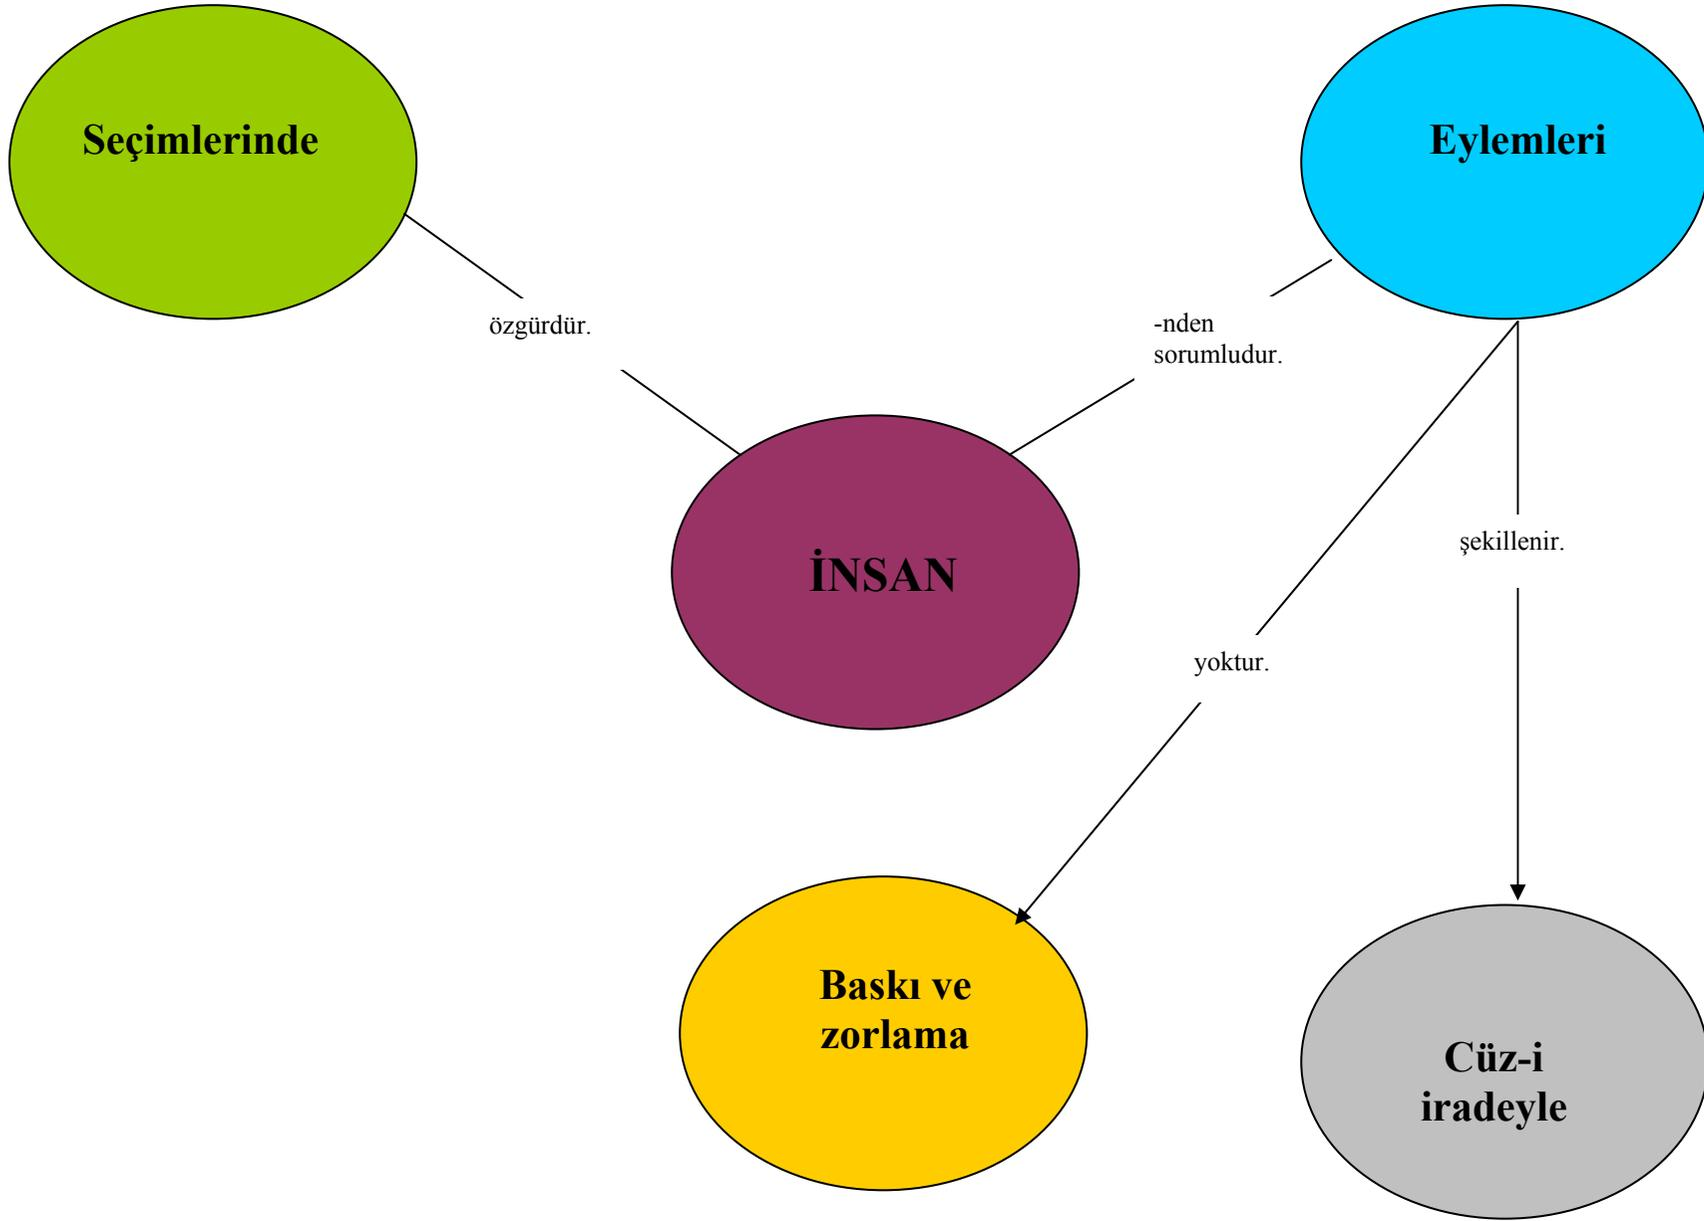 Seçimlerinde
Eylemleri
özgürdür.
-nden
sorumludur.
şekillenir.
İNSAN
yoktur.
Baskı ve
zorlama
Cüz-i
iradeyle